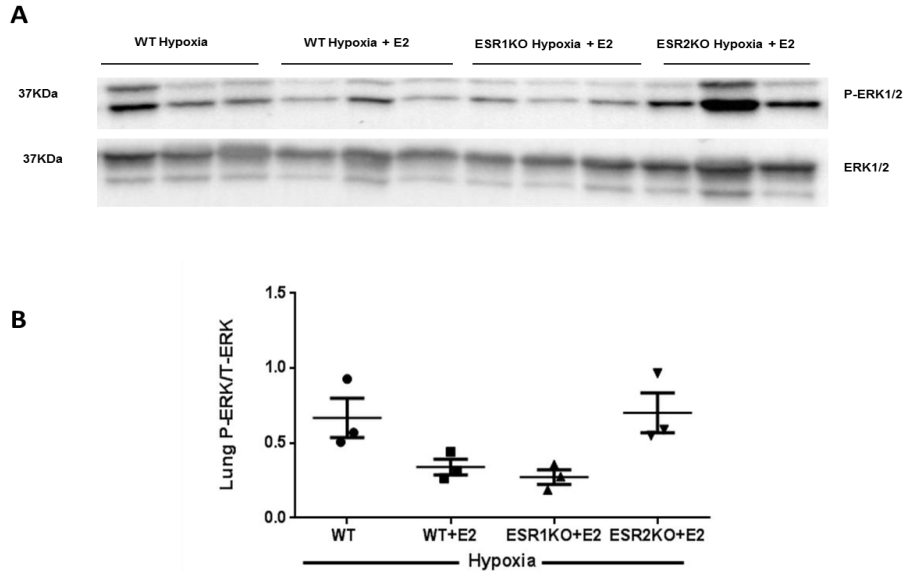 A
WT Hypoxia
WT Hypoxia + E2
ESR1KO Hypoxia + E2
ESR2KO Hypoxia + E2
37KDa
P-ERK1/2
37KDa
ERK1/2
B
Lung P-ERK/T-ERK
1.5
1.0
0.5
0.0
WT
WT+E2
ESR1KO+E2
ESR2KO+E2
Hypoxia